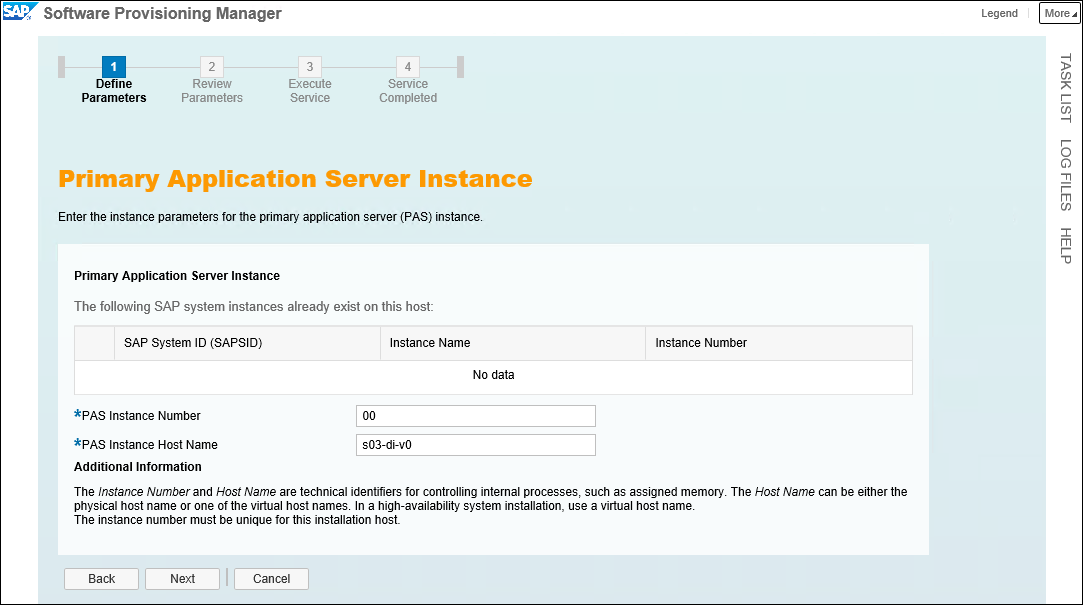 SAP Software Provisioning Manager
Legend
More
1
2
3
4
Define
Parameters
Review
Parameters
Execute
Service
Service
Completed
TASK LIST
LOG FILES
HELP
Primary Application Server Instance
Enter the instance parameters for the primary application server (PAS) instance.
Primary Application Server Instance
The following SAP system instances already exist on this host:
SAP System ID (SAPSID)
Instance Name
Instance Number
No data
*PAS Instance Number
00
*PAS Instance Host Name
s03-di-v0
Additional Information
The Instance Number and Host Name are technical identifiers for controlling internal processes, such as assigned memory. The Host Name can be either the
physical host name or one of the virtual host names. In a high-availability system installation, use a virtual host name.
The instance number must be unique for this installation host.
Back
Next
Cancel